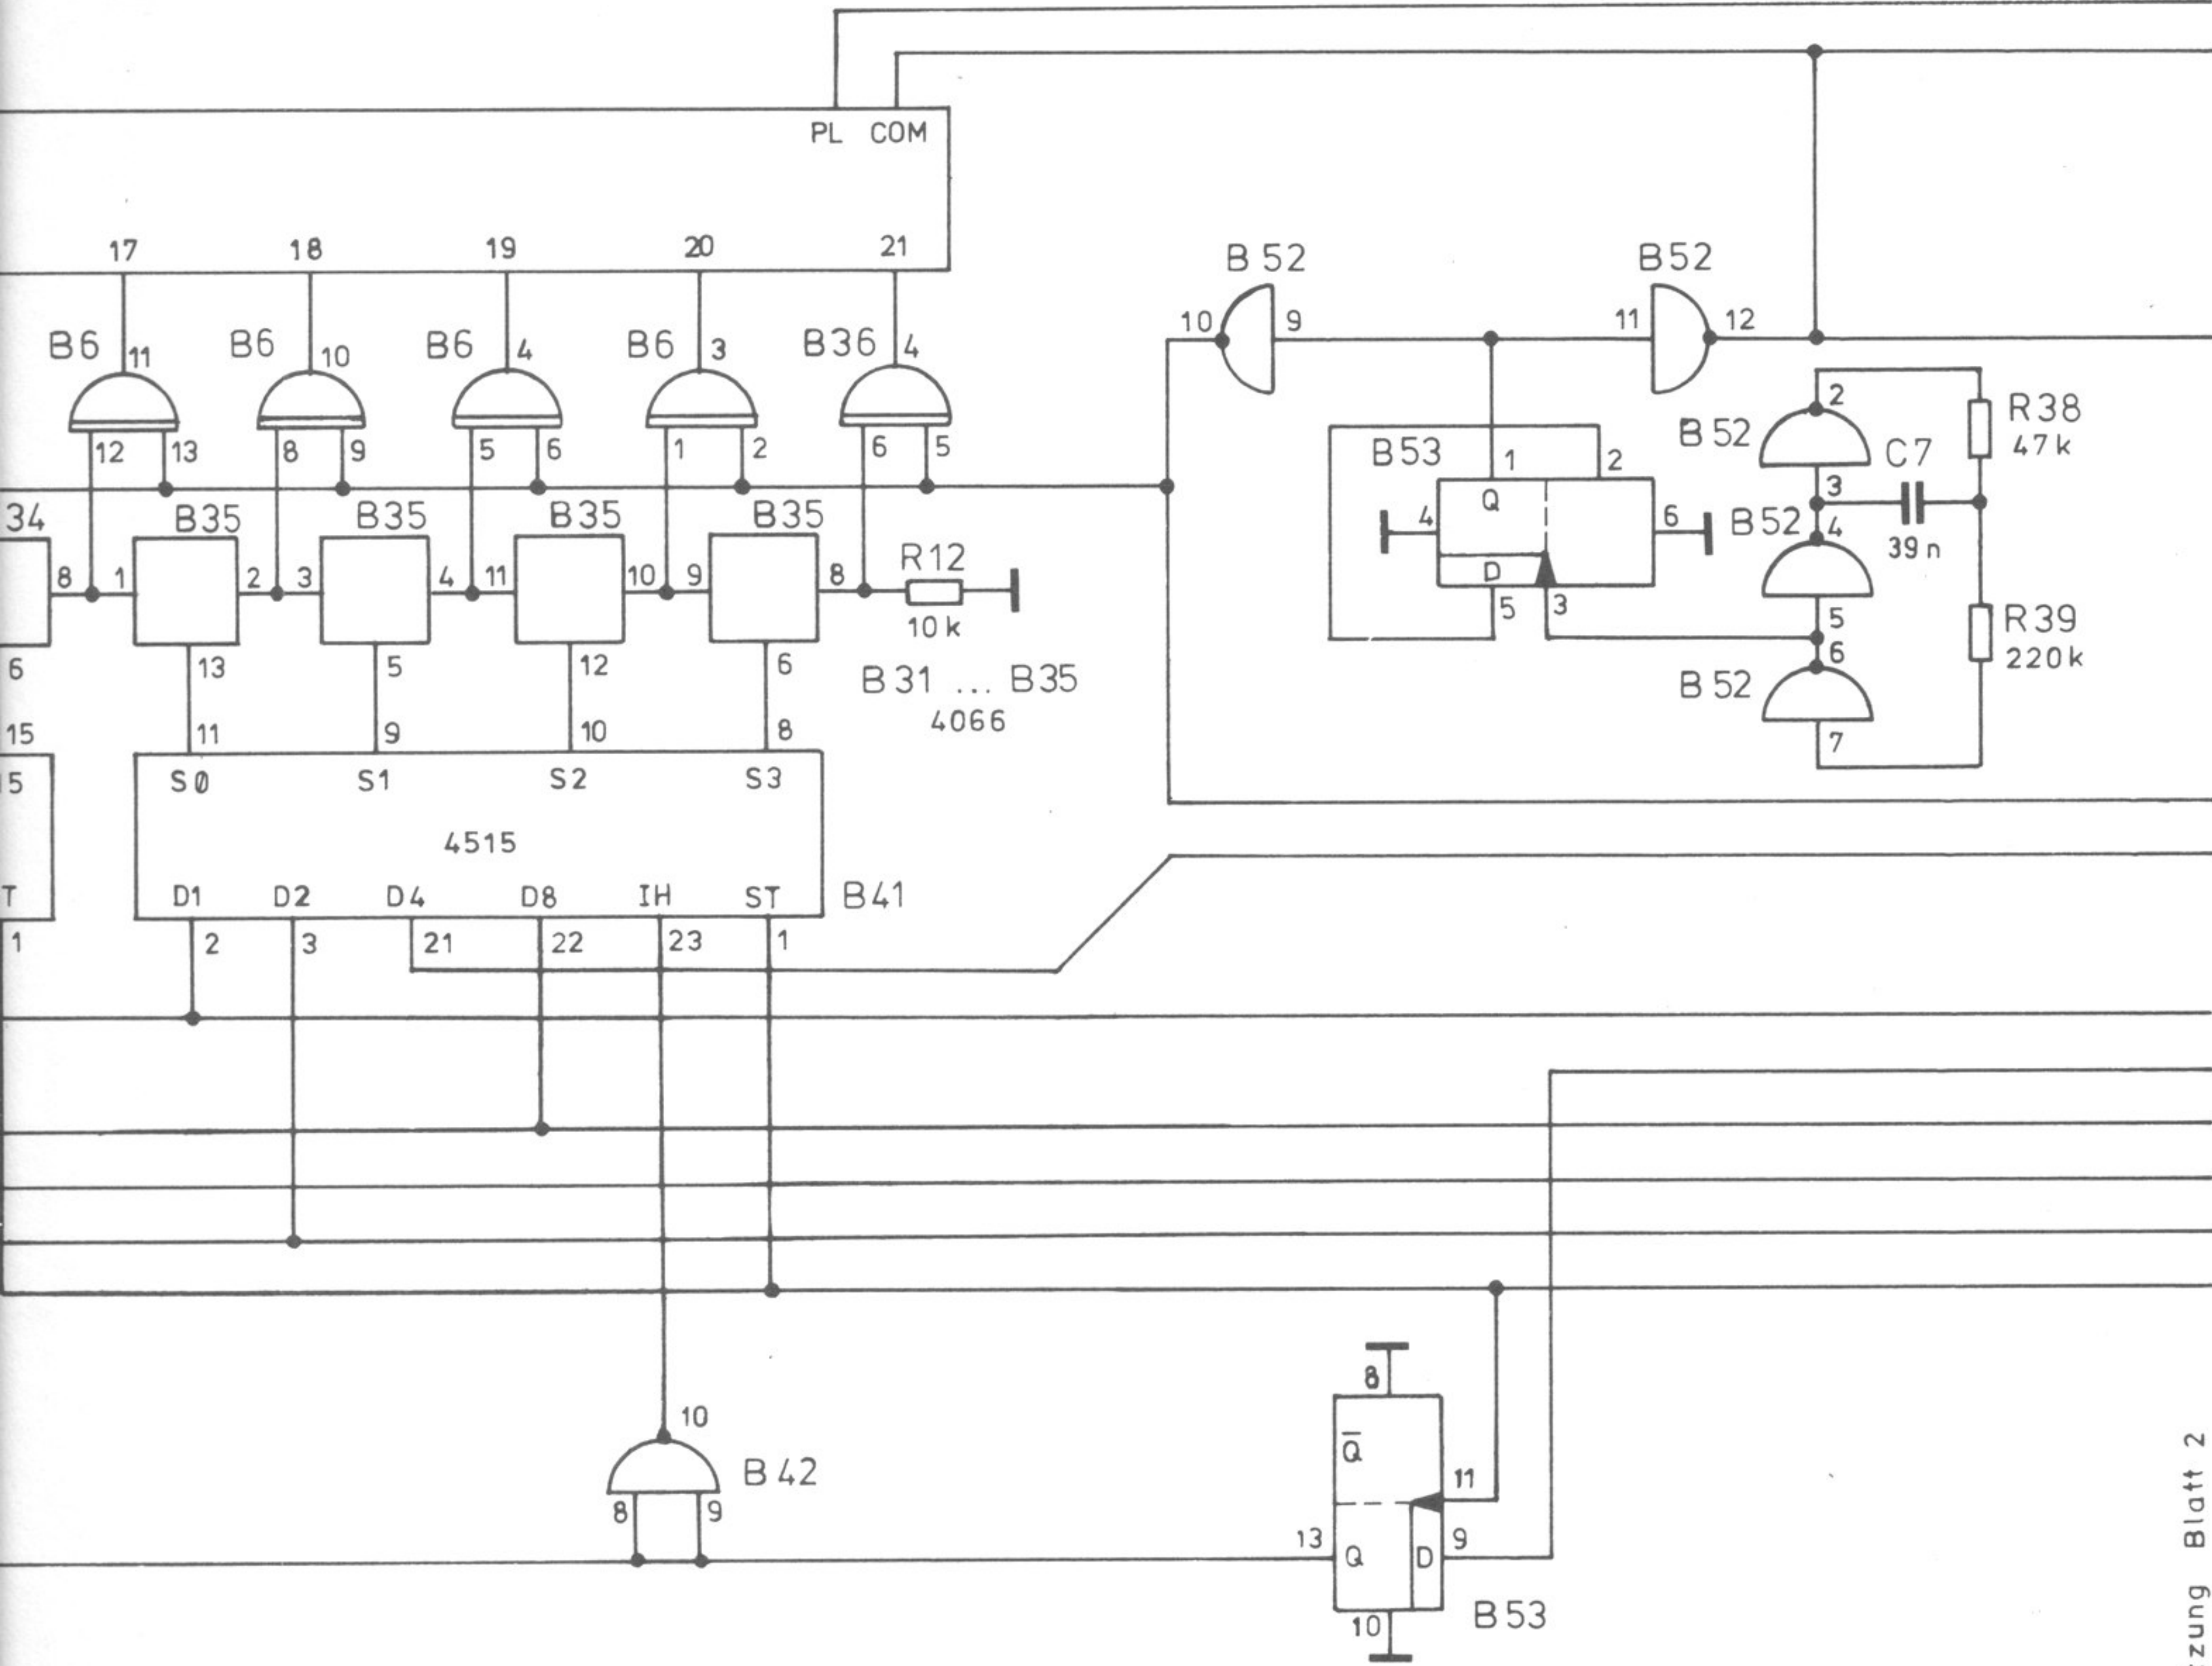 PL COM
17 18 19 20 21
B 52 B52
B6 11 B6 10 B6 4 B6 3 B36 4
10 9 11 12
12 13 8 9 5 6 1 2 6 5
B53 1 2
B 52 2
R38
47k
C7
39n
3
Q
4 6
D
5 3
B52 4
5
R39
220k
B 52 6
7
34 B35 B35 B35 B35
8 1 2 3 4 11 10 9 8
R12
10k
6 13 5 12 6
B31 ... B35
4066
15 11 9 10 8
5 SØ S1 S2 S3
4515
T D1 D2 D4 D8 IH ST B41
1 2 3 21 22 23 1
8
10
Q̅
B42
11
8 9
13 Q D 9
10 B53
zung Blatt 2